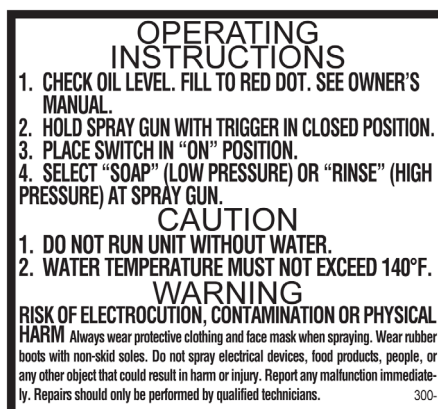 OPERATING
INSTRUCTIONS
1. CHECK OIL LEVEL. FILL TO RED DOT. SEE OWNER'S
MANUAL.
2. HOLD SPRAY GUN WITH TRIGGER IN CLOSED POSITION.
3. PLACE SWITCH IN “ON” POSITION.
4. SELECT “SOAP” (LOW PRESSURE) OR “RINSE” (HIGH
PRESSURE) AT SPRAY GUN.
CAUTION
1. DO NOT RUN UNIT WITHOUT WATER.
2. WATER TEMPERATURE MUST NOT EXCEED 140°F.
WARNING
RISK OF ELECTROCUTION, CONTAMINATION OR PHYSICAL
HARM Always wear protective clothing and face mask when spraying. Wear rubber
boots with non-skid soles. Do not spray electrical devices, food products, people, or
any other object that could result in harm or injury. Report any malfunction immediate-
ly. Repairs should only be performed by qualified technicians. 300-